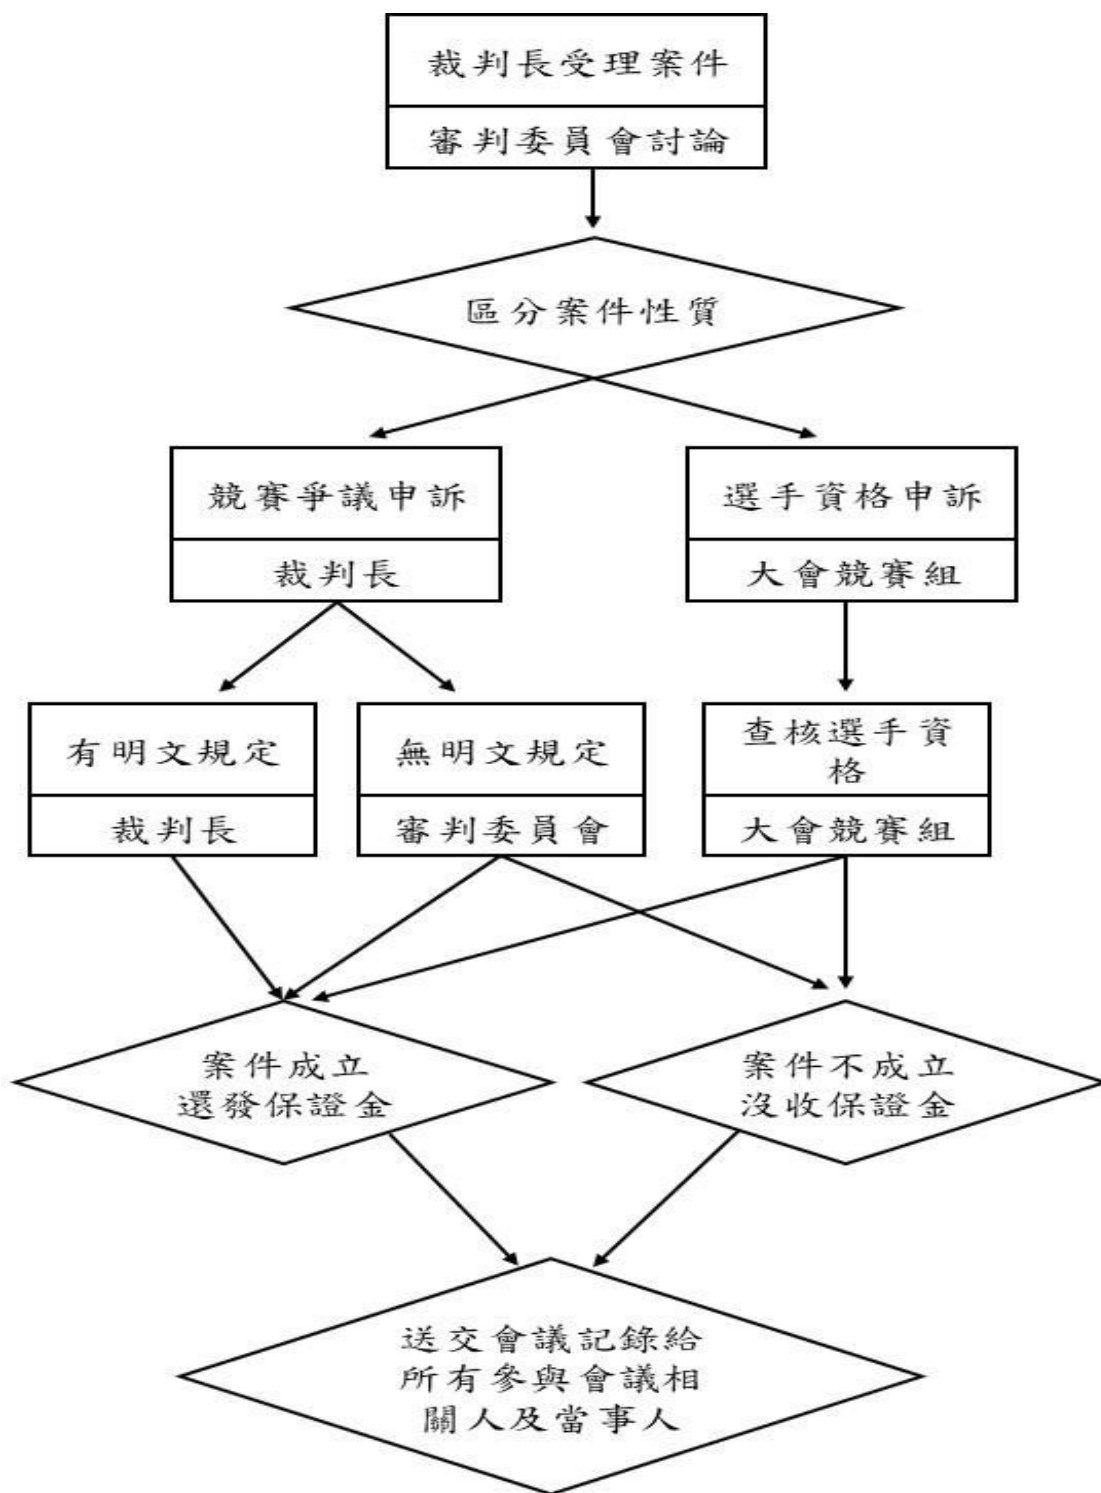 裁判長受理案件
審判委員會討論
區分案件性質
競賽爭議申訴
裁判長
選手資格申訴
大會競賽組
有明文規定
裁判長
無明文規定
審判委員會
查核選手資
格
大會競賽組
案件成立
還發保證金
案件不成立
沒收保證金
送交會議記錄給
所有參與會議相
關人及當事人